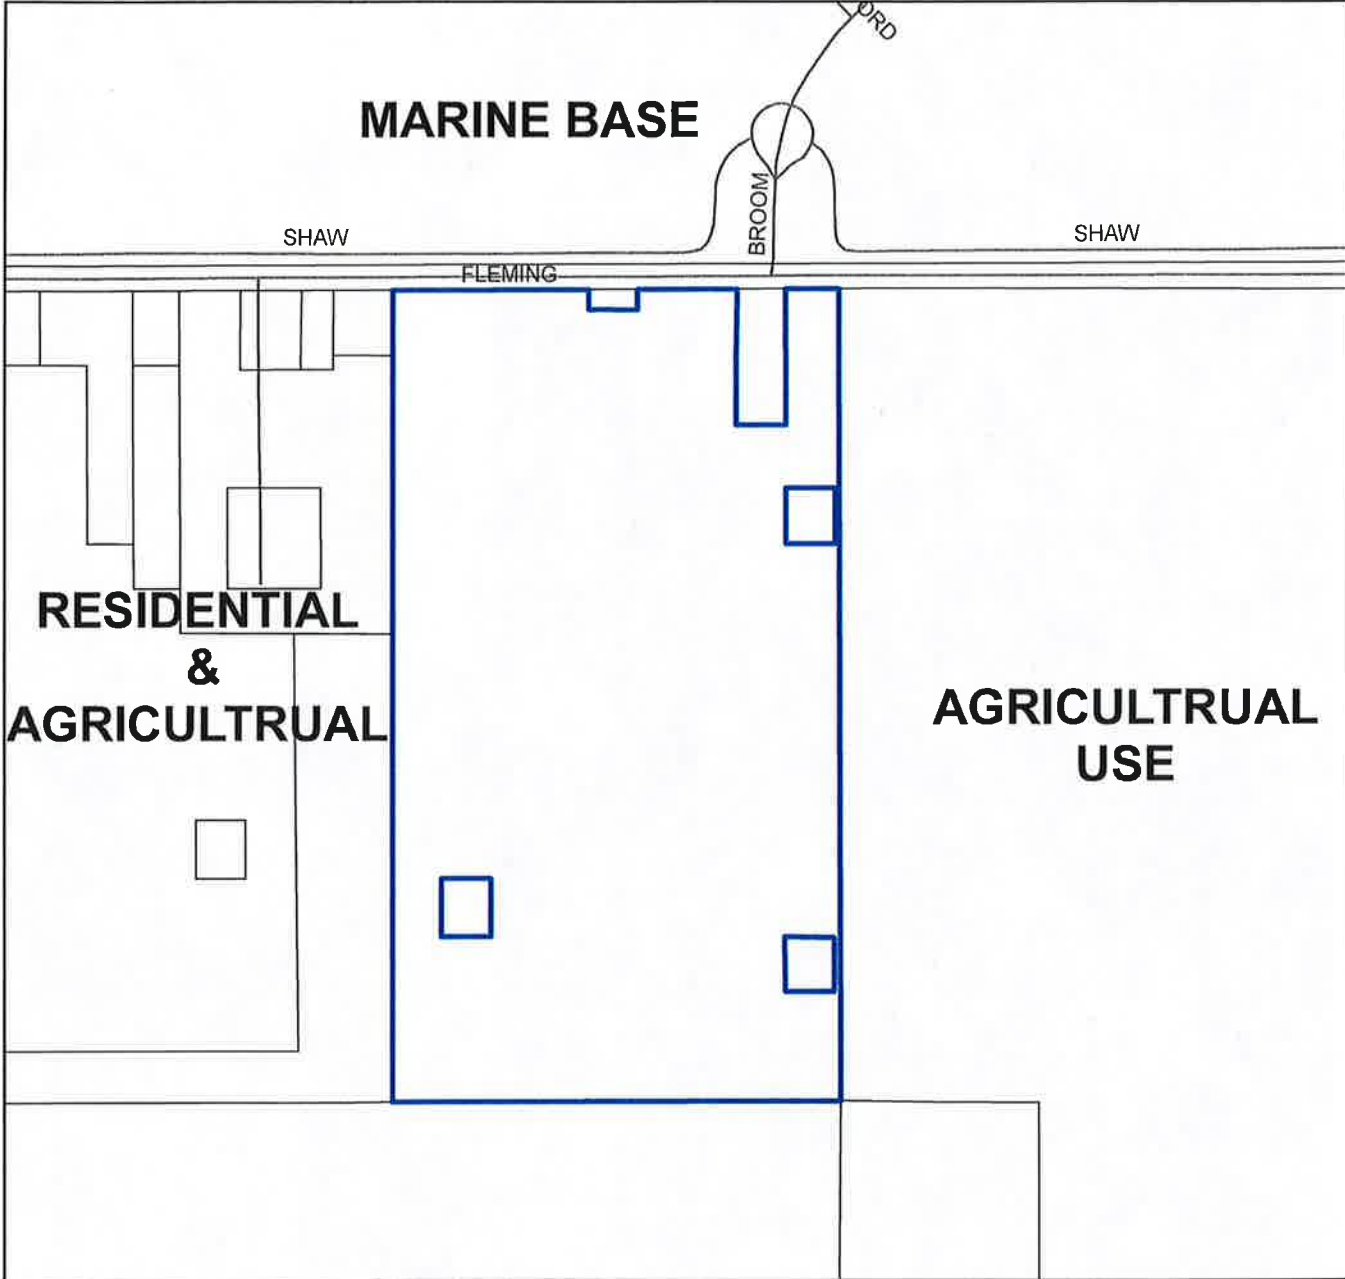 ORD
MARINE BASE
BROOM
SHAW
SHAW
FLEMING
RESIDENTIAL
&
AGRICULTRUAL
AGRICULTRUAL
USE